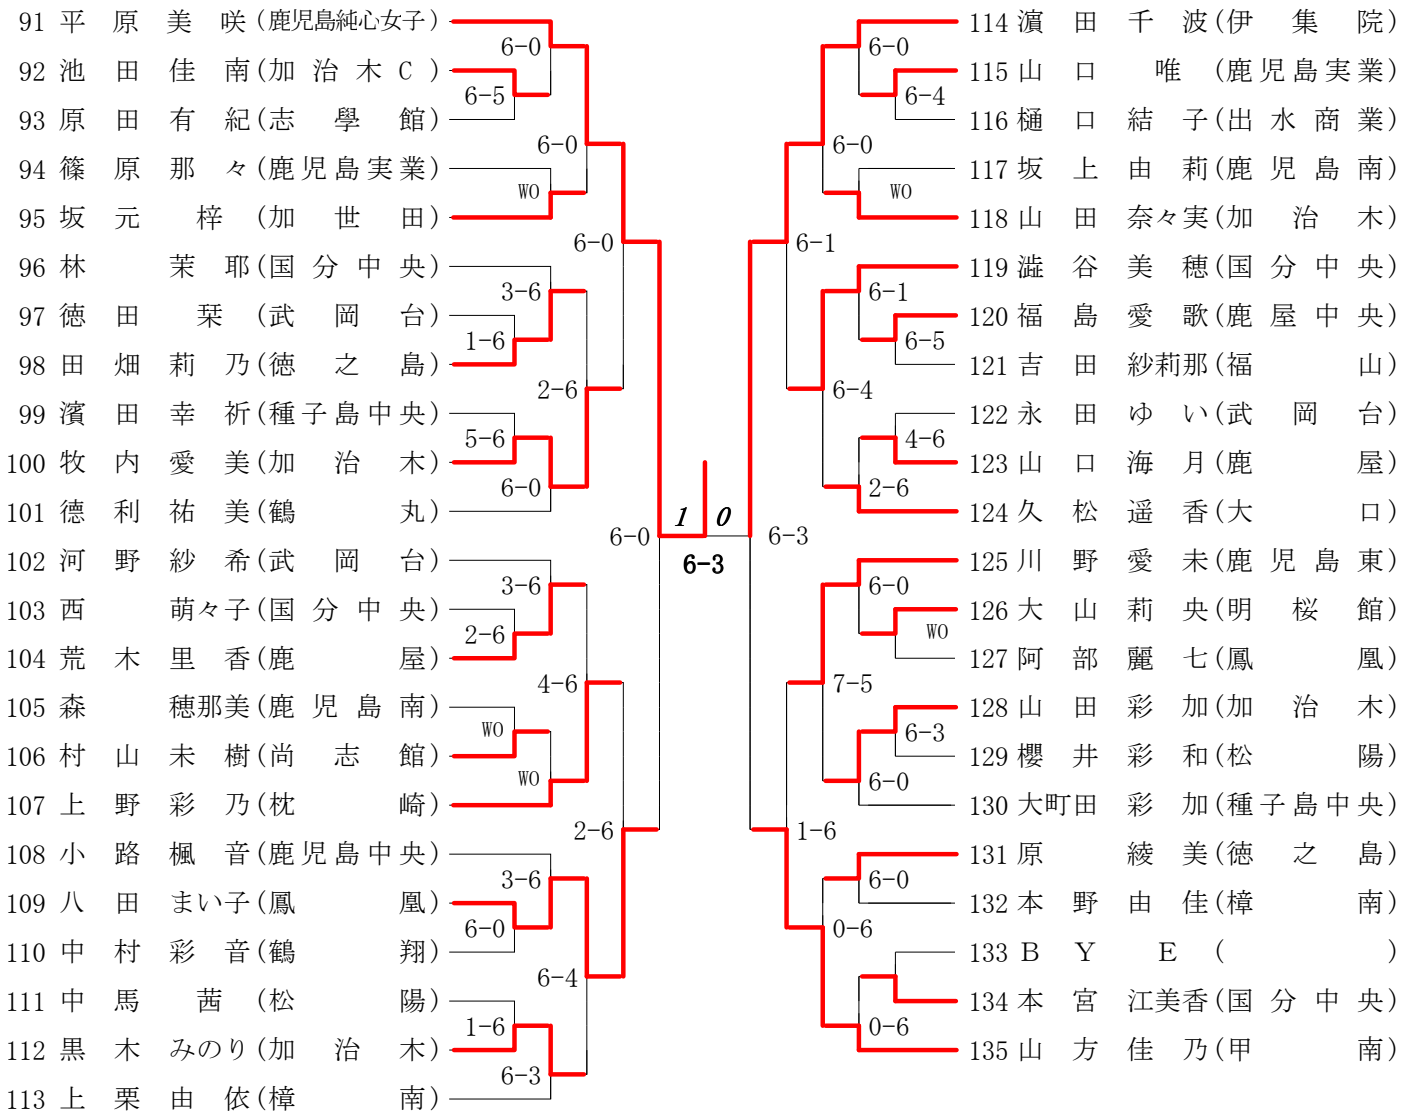 91 平 原 美 咲 (鹿児島純心女子)
6-0
92 池 田 佳 南 (加 治 木 C )
6-5
93 原 田 有 紀 (志 學 館)
6-0
94 篠 原 那 々 (鹿児島実業)
WO
95 坂 元 梓 (加 世 田)
6-0
96 林 茉 耶 (国 分 中 央)
3-6
97 徳 田 栞 (武 岡 台)
1-6
98 田 畑 莉 乃 (徳 之 島)
2-6
99 濱 田 幸 祈 (種子島中央)
5-6
100 牧 内 愛 美 (加 治 木)
6-0
101 德 利 祐 美 (鶴 丸)
6-0
102 河 野 紗 希 (武 岡 台)
3-6
103 西 萌々子 (国 分 中 央)
2-6
104 荒 木 里 香 (鹿 屋)
4-6
105 森 穂那美 (鹿 児 島 南)
WO
106 村 山 未 樹 (尚 志 館)
WO
107 上 野 彩 乃 (枕 崎)
2-6
108 小 路 楓 音 (鹿児島中央)
3-6
109 八 田 まい子 (鳳 凰)
6-0
110 中 村 彩 音 (鶴 翔)
6-4
111 中 馬 茜 (松 陽)
1-6
112 黒 木 みのり (加 治 木)
6-3
113 上 栗 由 依 (樟 南)
1 0
6-3
114 濵 田 千 波 (伊 集 院)
6-0
115 山 口 唯 (鹿児島実業)
6-4
116 樋 口 結 子 (出 水 商 業)
6-0
117 坂 上 由 莉 (鹿 児 島 南)
WO
118 山 田 奈々実 (加 治 木)
6-1
119 澁 谷 美 穂 (国 分 中 央)
6-1
120 福 島 愛 歌 (鹿 屋 中 央)
6-5
121 吉 田 紗莉那 (福 山)
6-4
122 永 田 ゆ い (武 岡 台)
4-6
123 山 口 海 月 (鹿 屋)
2-6
124 久 松 遥 香 (大 口)
6-3
125 川 野 愛 未 (鹿 児 島 東)
6-0
126 大 山 莉 央 (明 桜 館)
WO
127 阿 部 麗 七 (鳳 凰)
7-5
128 山 田 彩 加 (加 治 木)
6-3
129 櫻 井 彩 和 (松 陽)
6-0
130 大町田 彩 加 (種子島中央)
1-6
131 原 綾 美 (徳 之 島)
6-0
132 本 野 由 佳 (樟 南)
0-6
133 B Y E ( )
134 本 宮 江美香 (国 分 中 央)
0-6
135 山 方 佳 乃 (甲 南)